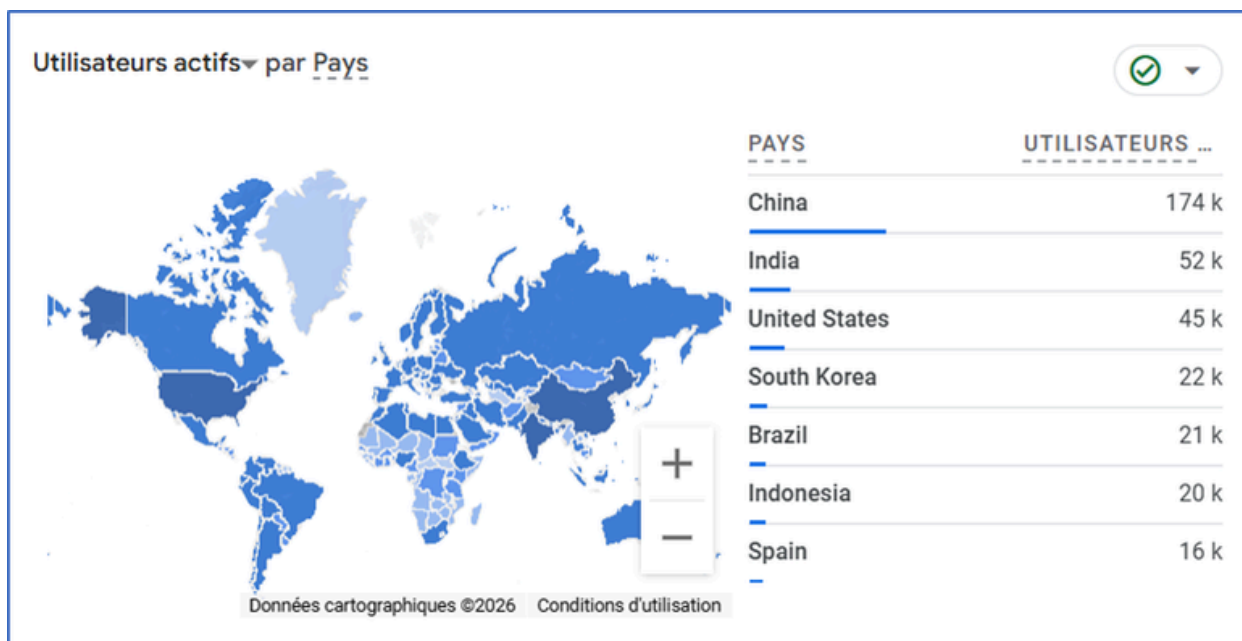 Utilisateurs actifs par Pays
PAYS UTILISATEURS ...
China 174 k
India 52 k
United States 45 k
South Korea 22 k
Brazil 21 k
Indonesia 20 k
Spain 16 k
+
−
Données cartographiques ©2026 Conditions d'utilisation